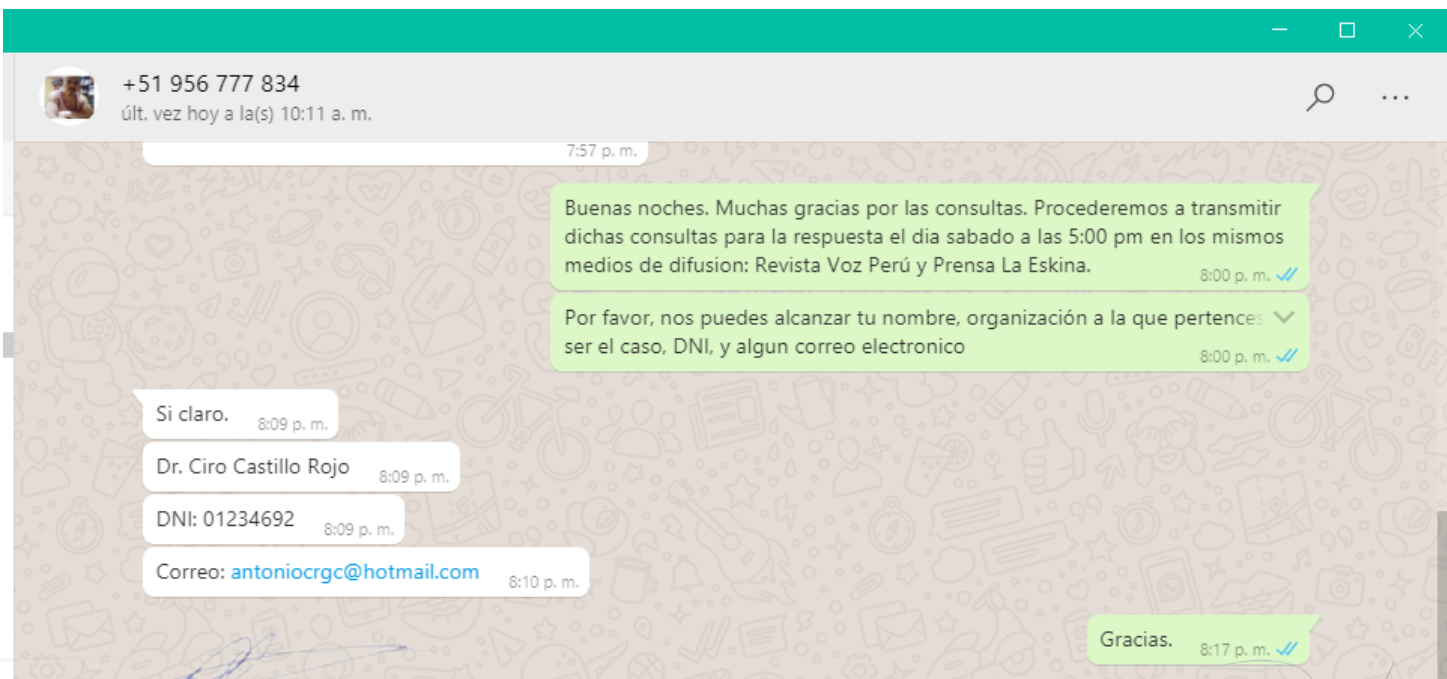 +51 956 777 834
últ. vez hoy a la(s) 10:11 a. m.
7:57 p. m.
Buenas noches. Muchas gracias por las consultas. Procederemos a transmitir
dichas consultas para la respuesta el dia sabado a las 5:00 pm en los mismos
medios de difusion: Revista Voz Perú y Prensa La Eskina.
8:00 p. m.
Por favor, nos puedes alcanzar tu nombre, organización a la que pertences
ser el caso, DNI, y algun correo electronico
8:00 p. m.
Si claro. 8:09 p. m.
Dr. Ciro Castillo Rojo 8:09 p. m.
DNI: 01234692 8:09 p. m.
Correo: antoniocrgc@hotmail.com 8:10 p. m.
Gracias. 8:17 p. m.